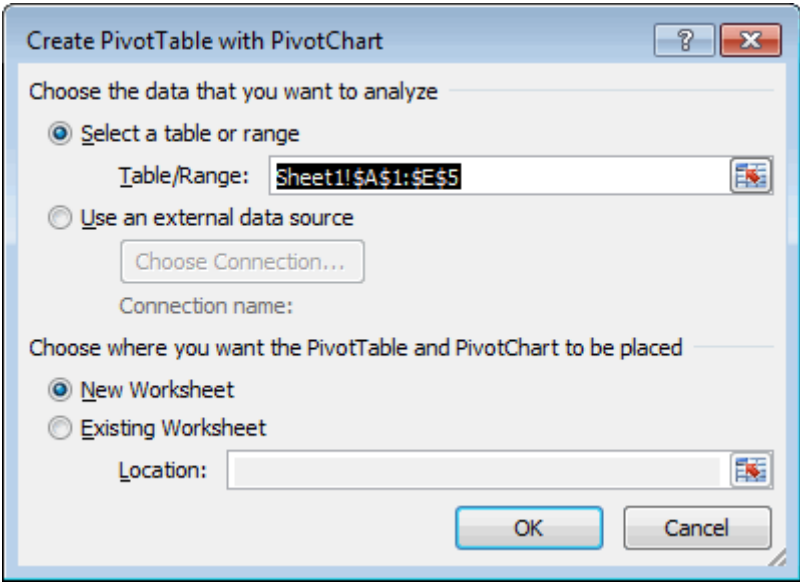 Create PivotTable with PivotChart
?
Choose the data that you want to analyze
Select a table or range
Table/Range: Sheet1!$A$1:$E$5
Use an external data source
Choose Connection...
Connection name:
Choose where you want the PivotTable and PivotChart to be placed
New Worksheet
Existing Worksheet
Location:
OK Cancel